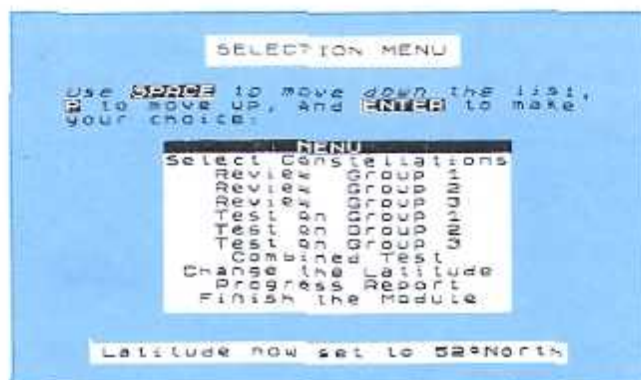 SELECTION MENU
Use SPACE to move down the list,
P to move up, and ENTER to make
your choice:
MENU
Select Constellations
Review Group 1
Review Group 2
Review Group 3
Test on Group 1
Test on Group 2
Test on Group 3
Combined Test
Change the Latitude
Progress Report
Finish the Module
Latitude now set to 52°North